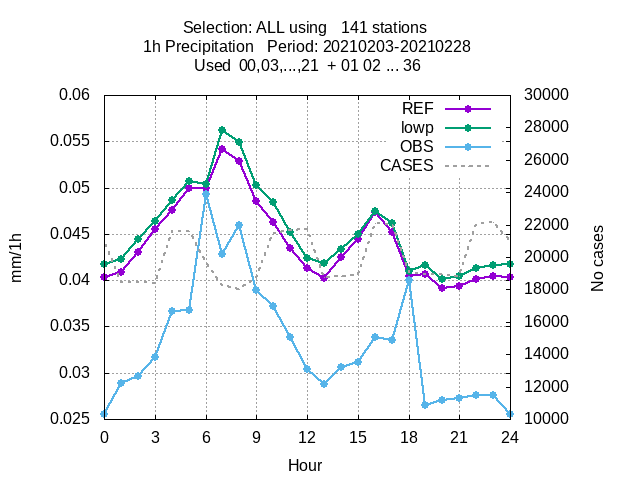 Selection: ALL using   141 stations
1h Precipitation   Period: 20210203-20210228
Used  00,03,...,21  + 01 02 ... 36
0.06
0.055
0.05
0.045
0.04
0.035
0.03
0.025
30000
28000
26000
24000
22000
20000
18000
16000
14000
12000
10000
REF
lowp
OBS
CASES
mm/1h
No cases
0 3 6 9 12 15 18 21 24
Hour